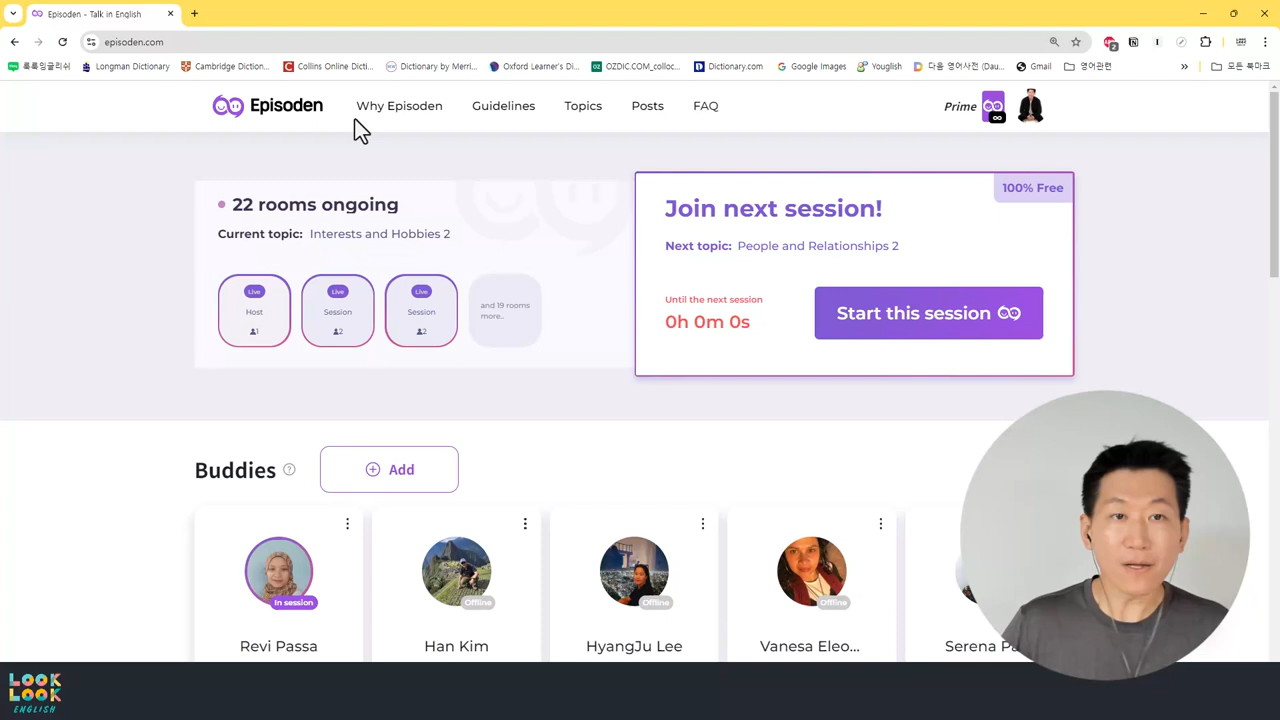 Episoden - Talk in English
episoden.com
2
룩룩잉글리쉬
Longman Dictionary
Cambridge Diction...
Collins Online Dicti...
Dictionary by Merri...
Oxford Learner's Di...
OZDIC.COM_colloc...
Dictionary.com
Google Images
Youglish
다음 영어사전 (Dau...
Gmail
영어관련
»
모든 북마크
Episoden
Why Episoden
Guidelines
Topics
Posts
FAQ
Prime
22 rooms ongoing
Current topic: Interests and Hobbies 2
Live
Host
1
Live
Session
2
Live
Session
2
and 19 rooms
more..
100% Free
Join next session!
Next topic: People and Relationships 2
Until the next session
0h 0m 0s
Start this session
Buddies
?
Add
In session
Revi Passa
Offline
Han Kim
Offline
HyangJu Lee
Offline
Vanesa Eleo...
Serena
LOOK
LOOK
ENGLISH